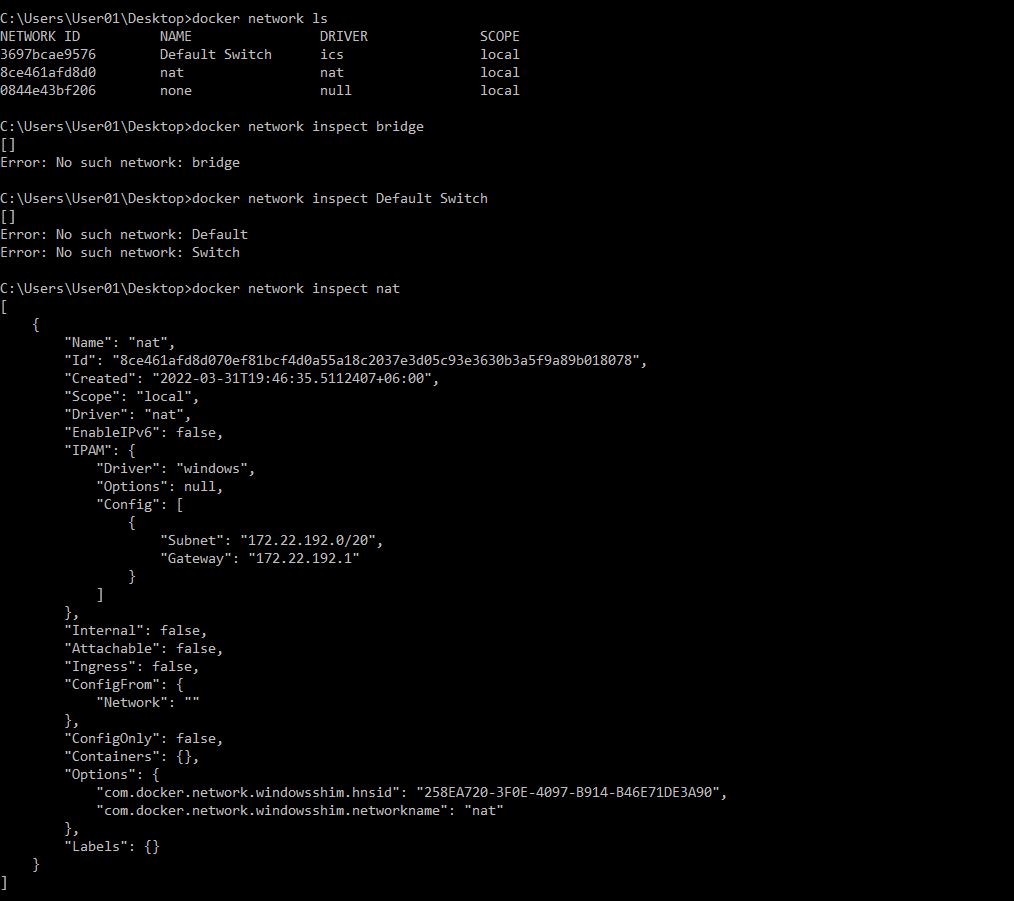 C:\Users\User01\Desktop>docker network ls
NETWORK ID          NAME                DRIVER              SCOPE
3697bcae9576        Default Switch      ics                 local
8ce461afd8d0        nat                 nat                 local
0844e43bf206        none                null                local
C:\Users\User01\Desktop>docker network inspect bridge
[]
Error: No such network: bridge
C:\Users\User01\Desktop>docker network inspect Default Switch
[]
Error: No such network: Default
Error: No such network: Switch
C:\Users\User01\Desktop>docker network inspect nat
[
    {
        "Name": "nat",
        "Id": "8ce461afd8d070ef81bcf4d0a55a18c2037e3d05c93e3630b3a5f9a89b018078",
        "Created": "2022-03-31T19:46:35.5112407+06:00",
        "Scope": "local",
        "Driver": "nat",
        "EnableIPv6": false,
        "IPAM": {
            "Driver": "windows",
            "Options": null,
            "Config": [
                {
                    "Subnet": "172.22.192.0/20",
                    "Gateway": "172.22.192.1"
                }
            ]
        },
        "Internal": false,
        "Attachable": false,
        "Ingress": false,
        "ConfigFrom": {
            "Network": ""
        },
        "ConfigOnly": false,
        "Containers": {},
        "Options": {
            "com.docker.network.windowsshim.hnsid": "258EA720-3F0E-4097-B914-B46E71DE3A90",
            "com.docker.network.windowsshim.networkname": "nat"
        },
        "Labels": {}
    }
]